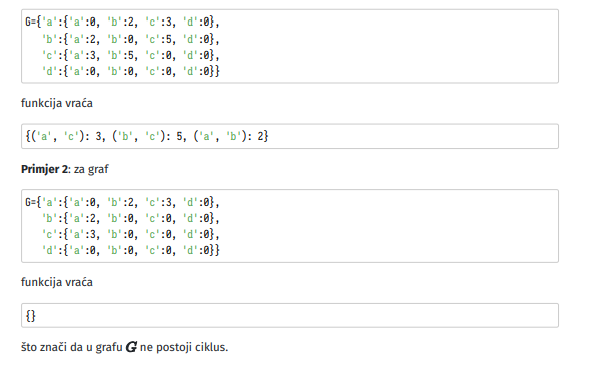 G={'a':{'a':0, 'b':2, 'c':3, 'd':0},
'b':{'a':2, 'b':0, 'c':5, 'd':0},
'c':{'a':3, 'b':5, 'c':0, 'd':0},
'd':{'a':0, 'b':0, 'c':0, 'd':0}}
funkcija vraća
{('a', 'c'): 3, ('b', 'c'): 5, ('a', 'b'): 2}
Primjer 2: za graf
G={'a':{'a':0, 'b':2, 'c':3, 'd':0},
'b':{'a':2, 'b':0, 'c':0, 'd':0},
'c':{'a':3, 'b':0, 'c':0, 'd':0},
'd':{'a':0, 'b':0, 'c':0, 'd':0}}
funkcija vraća
{}
što znači da u grafu G ne postoji ciklus.